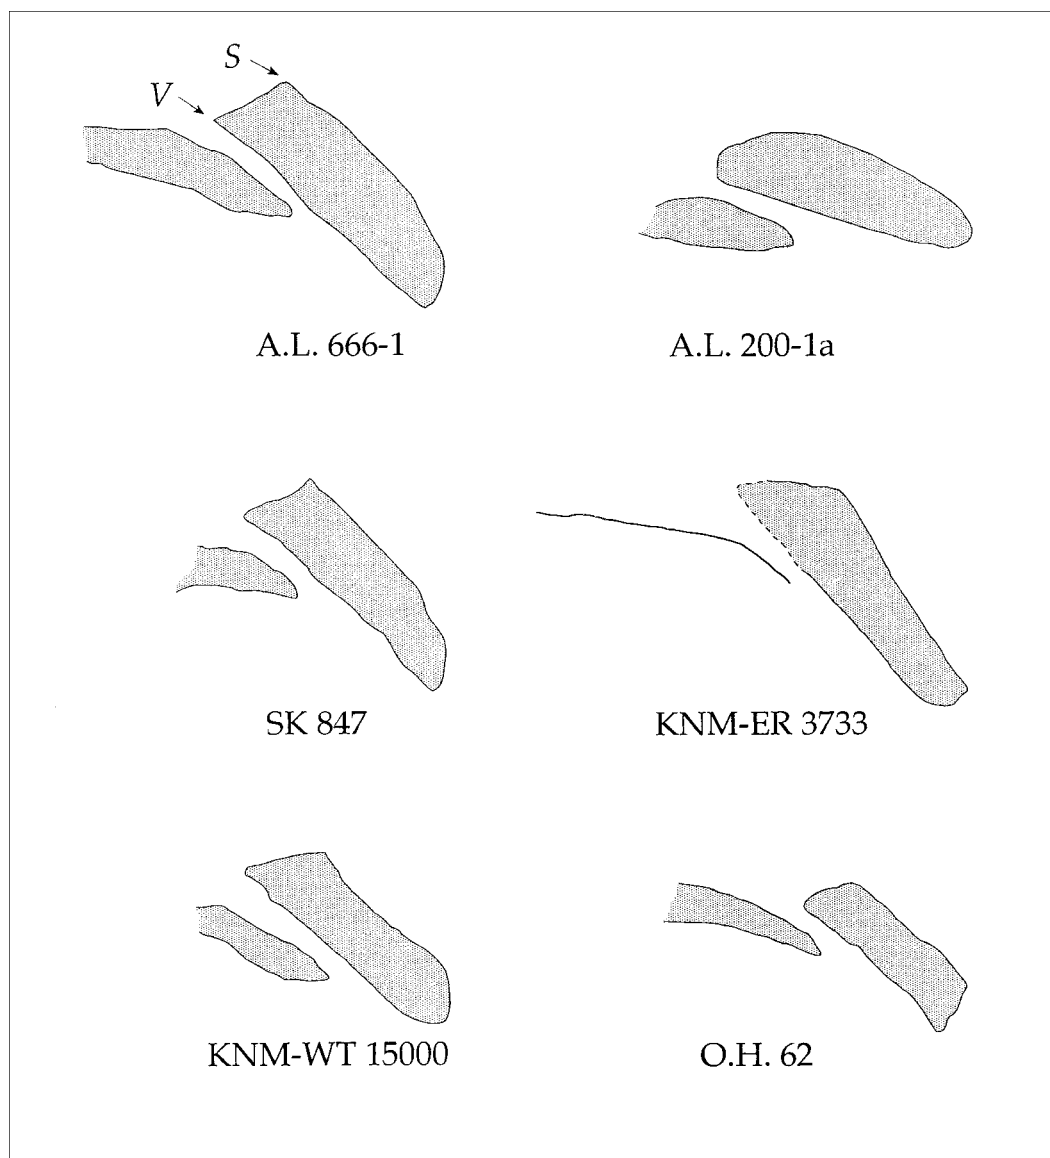 S
V
A.L. 666-1
A.L. 200-1a
SK 847
KNM-ER 3733
KNM-WT 15000
O.H. 62